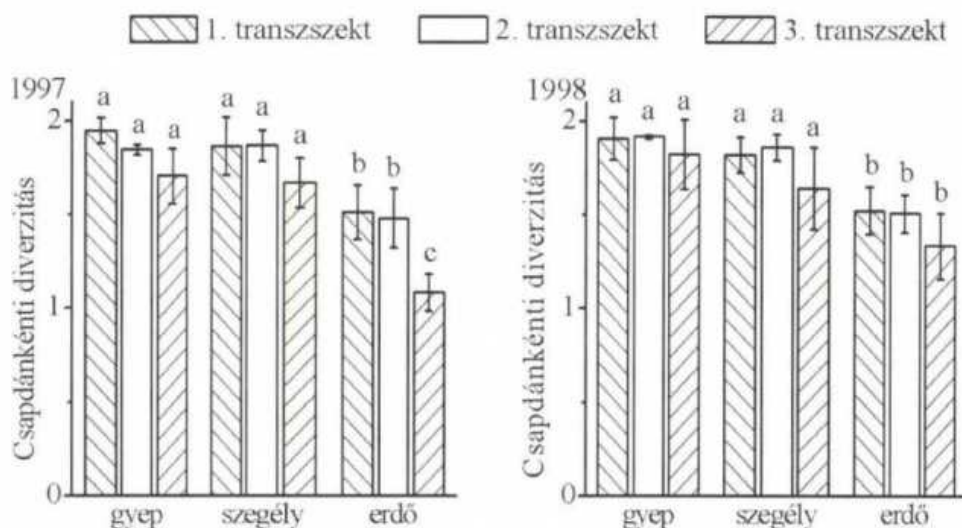 1. transzszekt 2. transzszekt 3. transzszekt
1997
Csapdánkénti diverzitás
2
1
0
a a a
a a a
b b c
gyep szegély erdő
1998
Csapdánkénti diverzitás
2
1
0
a a a
a a a
b b b
gyep szegély erdő